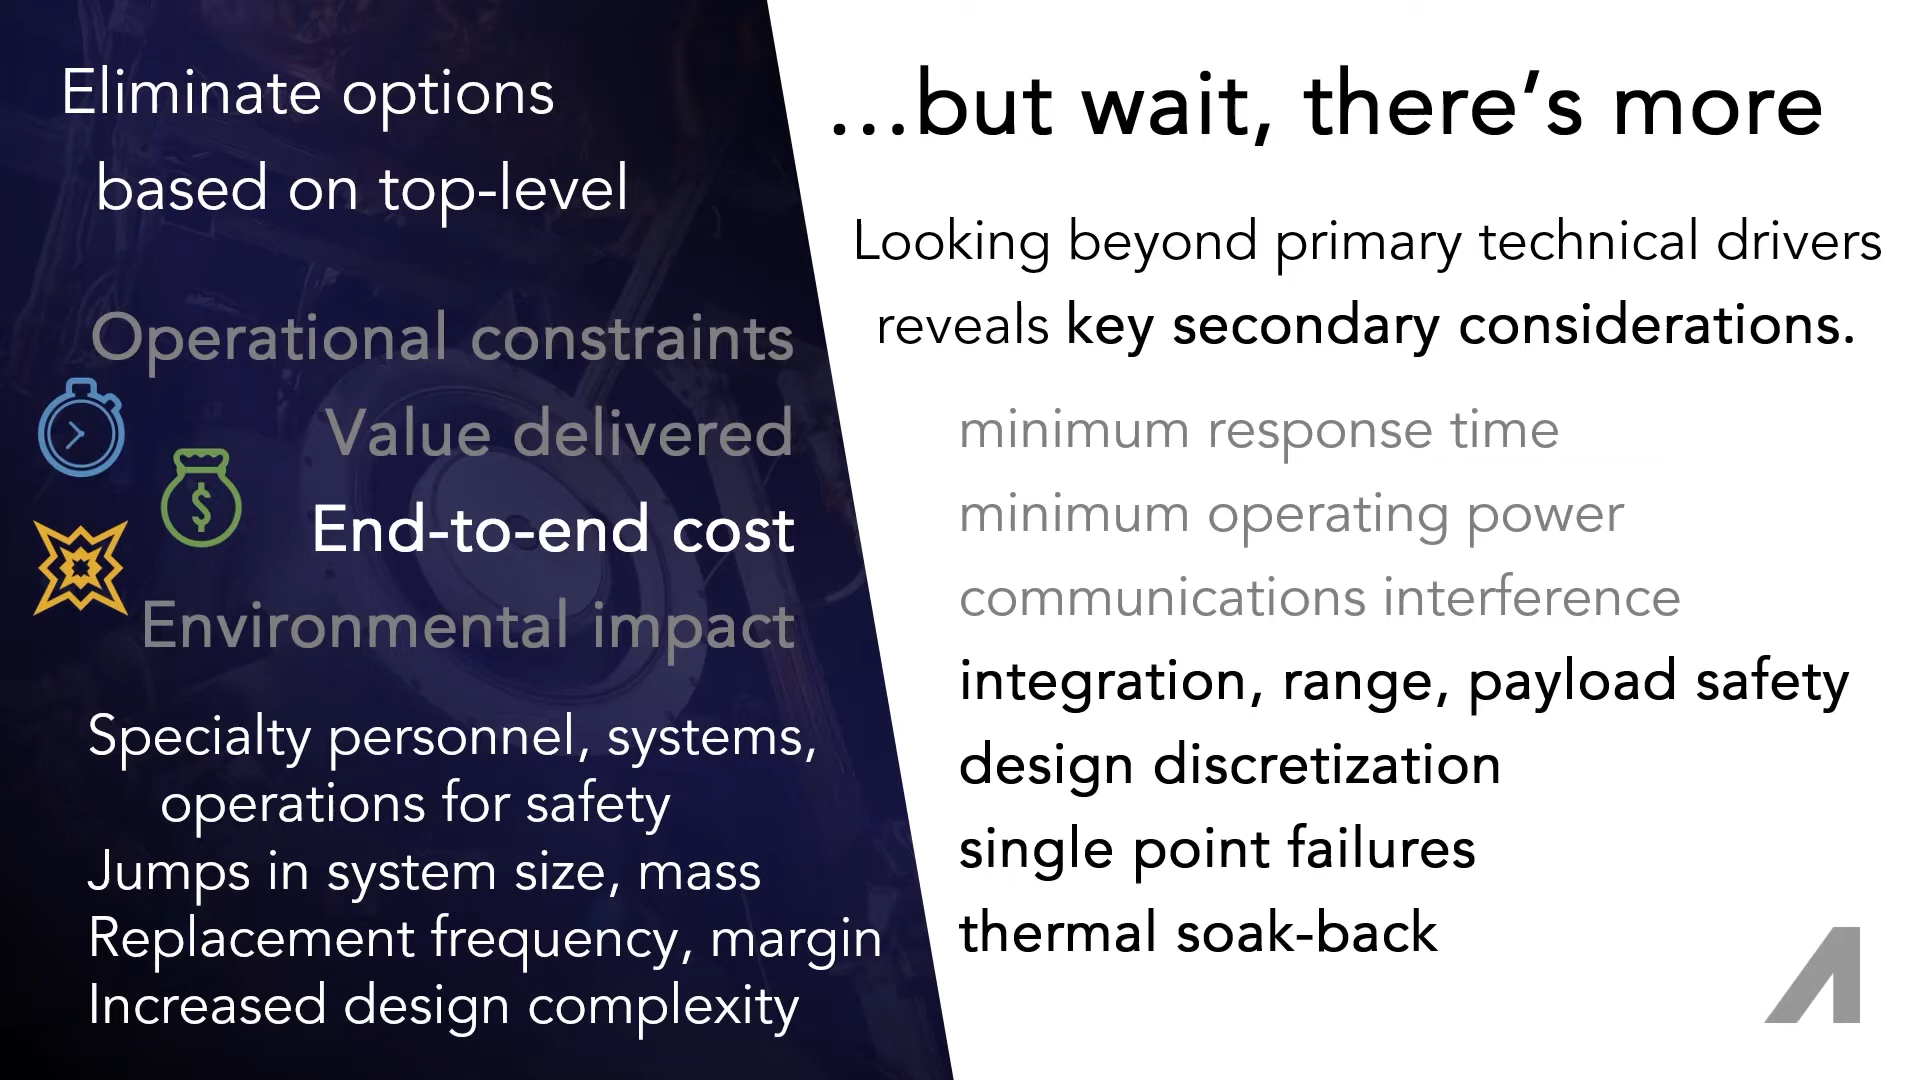 Eliminate options
based on top-level
Operational constraints
Value delivered
$
End-to-end cost
Environmental impact
Specialty personnel, systems,
operations for safety
Jumps in system size, mass
Replacement frequency, margin
Increased design complexity
...but wait, there's more
Looking beyond primary technical drivers
reveals key secondary considerations.
minimum response time
minimum operating power
communications interference
integration, range, payload safety
design discretization
single point failures
thermal soak-back